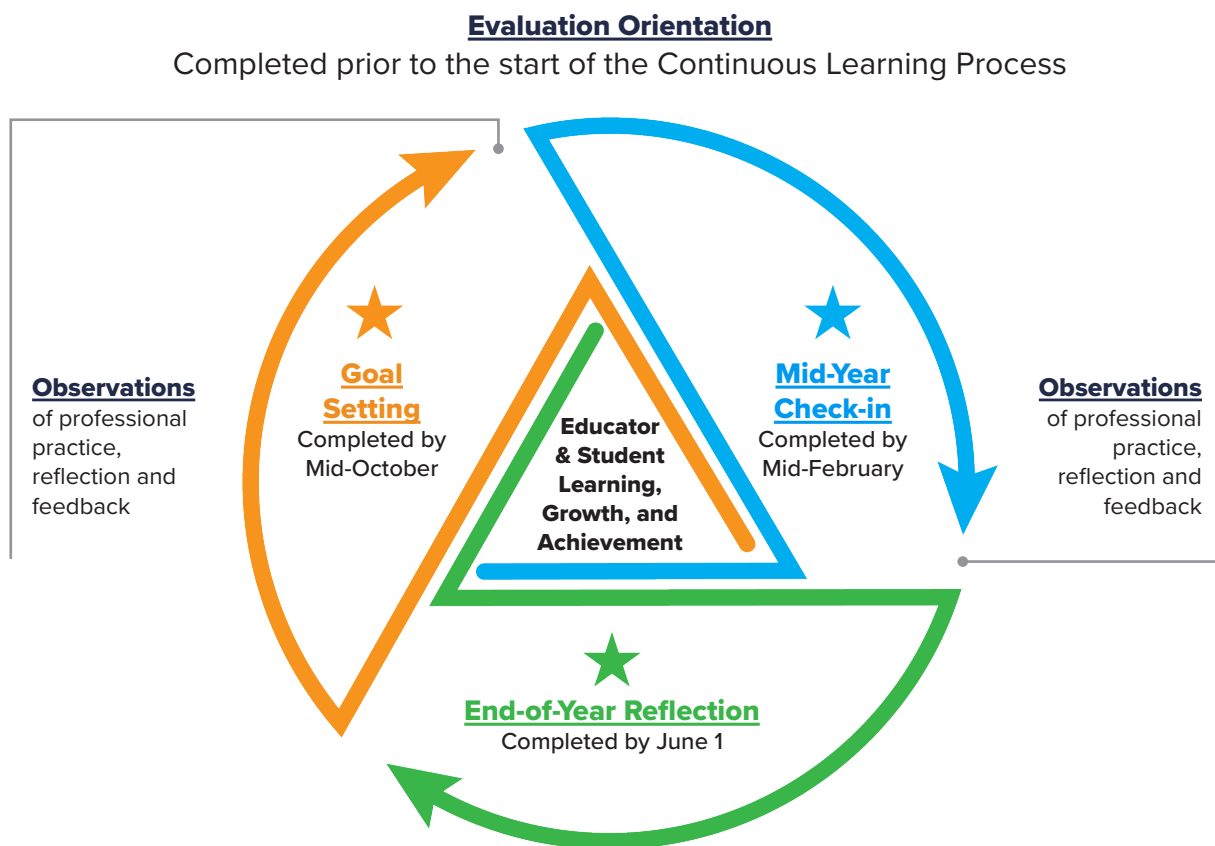 Evaluation Orientation
Completed prior to the start of the Continuous Learning Process
Observations
of professional
practice,
reflection and
feedback
Goal
Setting
Completed by
Mid-October
Educator
& Student
Learning,
Growth, and
Achievement
Mid-Year
Check-in
Completed by
Mid-February
Observations
of professional
practice,
reflection and
feedback
End-of-Year Reflection
Completed by June 1